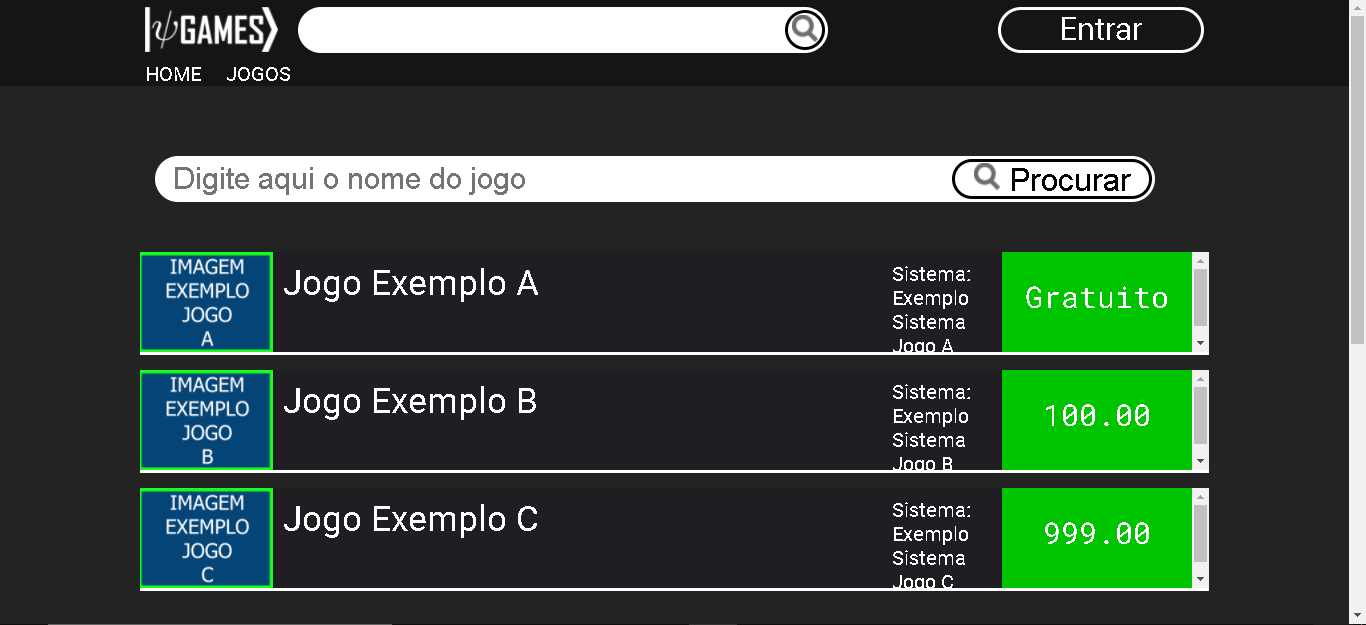 |ψGAMES⟩
Entrar
HOME JOGOS
Digite aqui o nome do jogo
Procurar
IMAGEM
EXEMPLO
JOGO
A
Jogo Exemplo A
Sistema:
Exemplo
Sistema
Jogo A
Gratuito
IMAGEM
EXEMPLO
JOGO
B
Jogo Exemplo B
Sistema:
Exemplo
Sistema
Jogo B
100.00
IMAGEM
EXEMPLO
JOGO
C
Jogo Exemplo C
Sistema:
Exemplo
Sistema
Jogo C
999.00